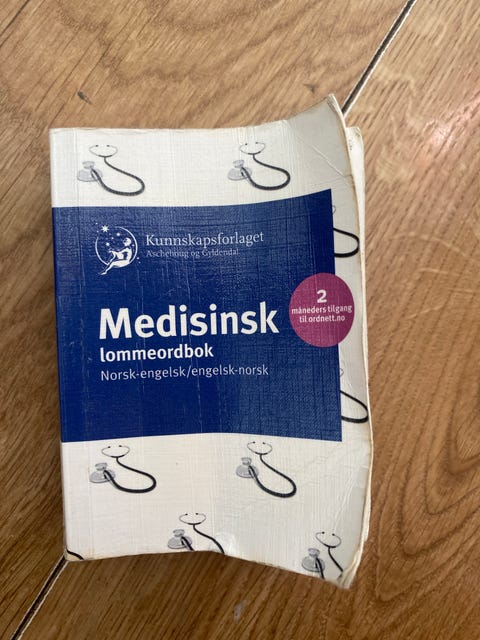 Kunnskapsforlaget
Aschehoug og Gyldendal
2
måneders tilgang
til ordnett.no
Medisinsk
lommeordbok
Norsk-engelsk/engelsk-norsk